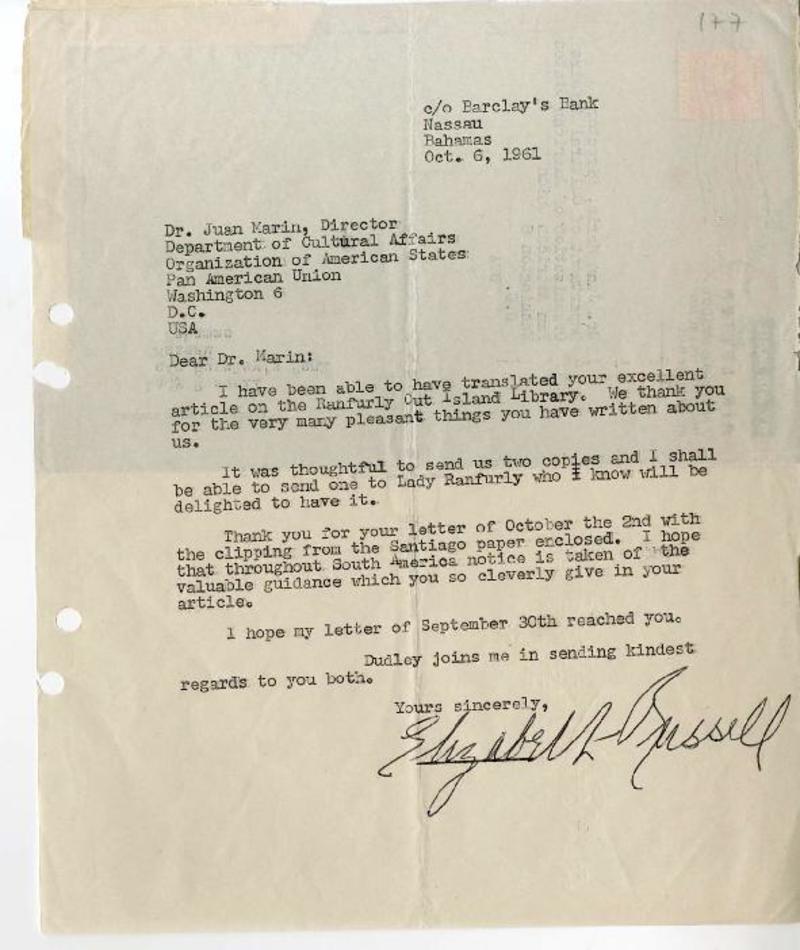 177
c/o Barclay's Bank
Nassau
Bahamas
Oct. 6, 1961
Dr. Juan Marin, Director
Department of Cultural Affairs
Organization of American States
Pan American Union
Washington 6
D.C.
USA
Dear Dr. Marin:
I have been able to have translated your excellent
article on the Ranfurly Out Island Library. We thank you
for the very many pleasant things you have written about
us.
It was thoughtful to send us two copies and I shall
be able to send one to Lady Ranfurly who I know will be
delighted to have it.
Thank you for your letter of October the 2nd with
the clipping from the Santiago paper enclosed. I hope
that throughout South America notice is taken of the
valuable guidance which you so cleverly give in your
article.
I hope my letter of September 30th reached you.
Dudley joins me in sending kindest
regards to you both.
Yours sincerely,
Elizabeth Russell